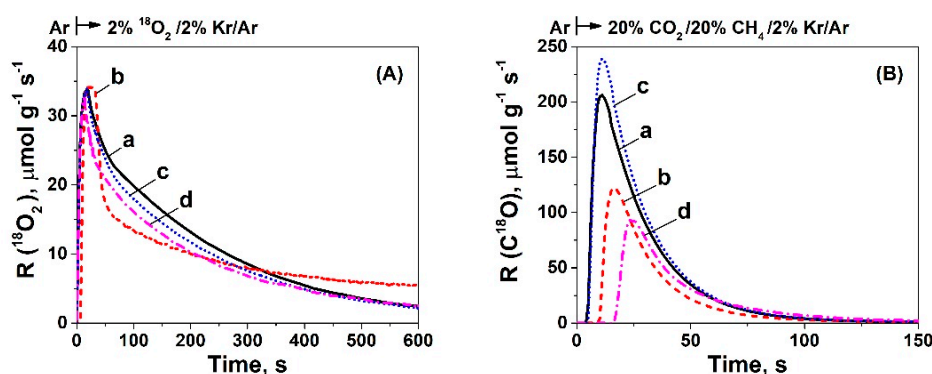 Ar → 2% ¹⁸O₂ /2% Kr/Ar
(A)
R (¹⁸O₂), μmol g⁻¹ s⁻¹
40
30
20
10
0
b
a
c
d
0 100 200 300 400 500 600
Time, s
Ar → 20% CO₂/20% CH₄/2% Kr/Ar
(B)
R (C¹⁸O), μmol g⁻¹ s⁻¹
250
200
150
100
50
0
c
a
b
d
0 50 100 150
Time, s